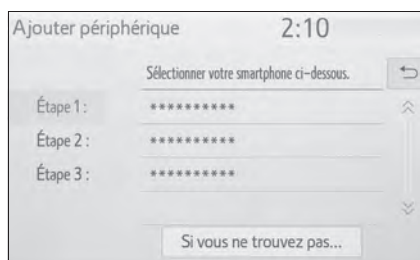 Ajouter périphérique 2:10
Sélectionner votre smartphone ci-dessous.
Étape 1 : **********
Étape 2 : **********
Étape 3 : **********
Si vous ne trouvez pas...